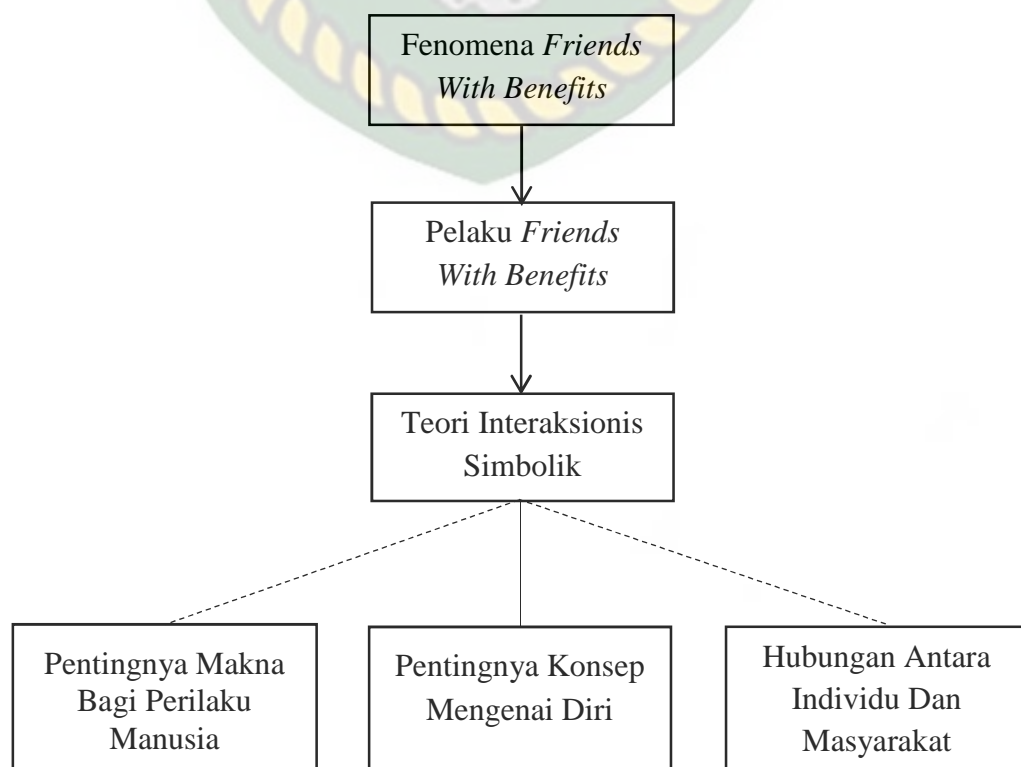 Fenomena Friends
With Benefits
Pelaku Friends
With Benefits
Teori Interaksionis
Simbolik
Pentingnya Makna
Bagi Perilaku
Manusia
Pentingnya Konsep
Mengenai Diri
Hubungan Antara
Individu Dan
Masyarakat